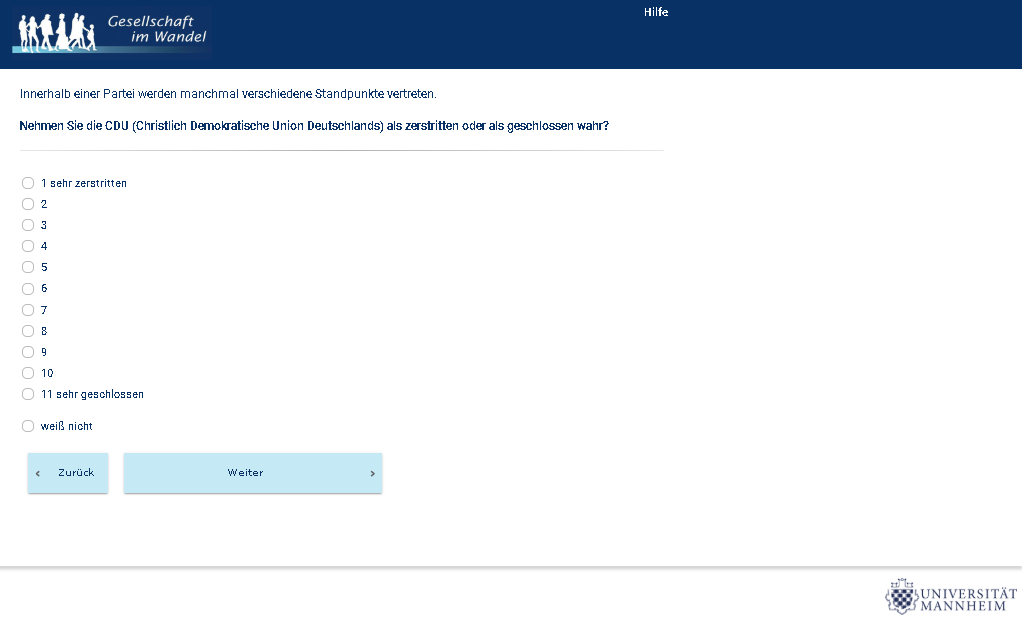 Gesellschaft
im Wandel
Hilfe
Innerhalb einer Partei werden manchmal verschiedene Standpunkte vertreten.
Nehmen Sie die CDU (Christlich Demokratische Union Deutschlands) als zerstritten oder als geschlossen wahr?
1 sehr zerstritten
2
3
4
5
6
7
8
9
10
11 sehr geschlossen
weiß nicht
‹ Zurück
Weiter ›
UNIVERSITÄT
MANNHEIM